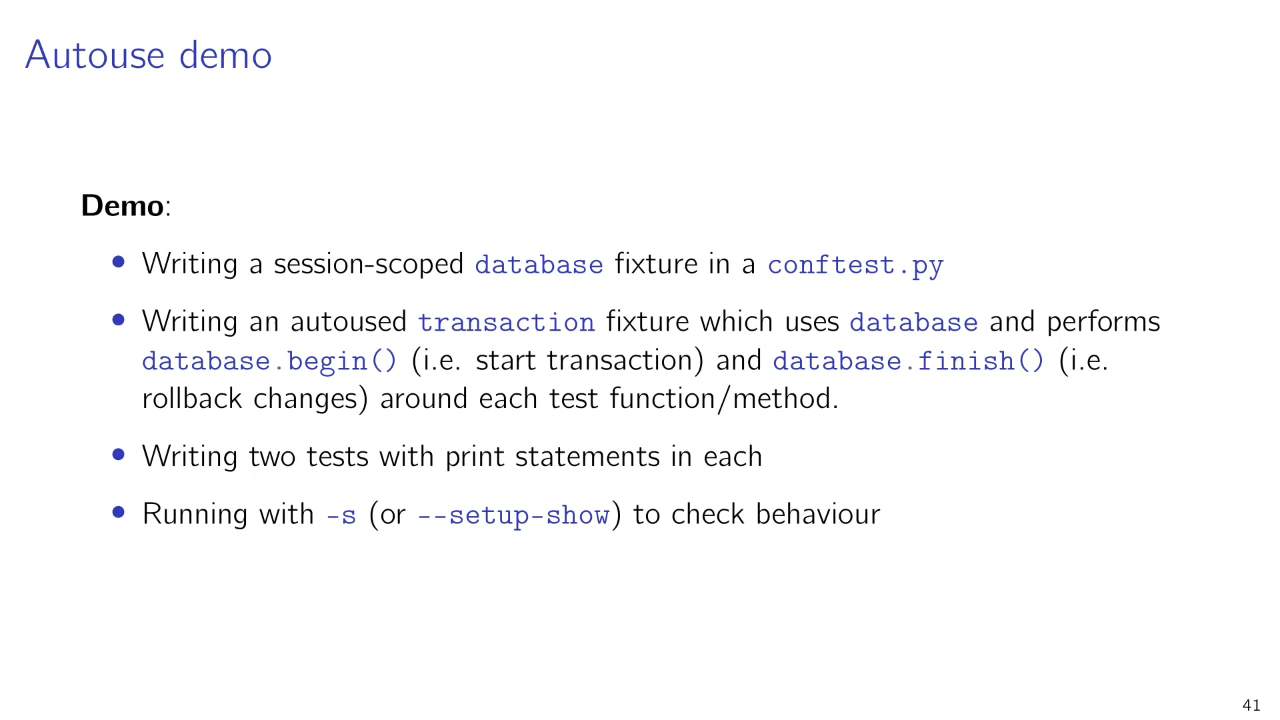 Autouse demo
Demo:
• Writing a session-scoped database fixture in a conftest.py
• Writing an autoused transaction fixture which uses database and performs
database.begin() (i.e. start transaction) and database.finish() (i.e.
rollback changes) around each test function/method.
• Writing two tests with print statements in each
• Running with -s (or --setup-show) to check behaviour
41